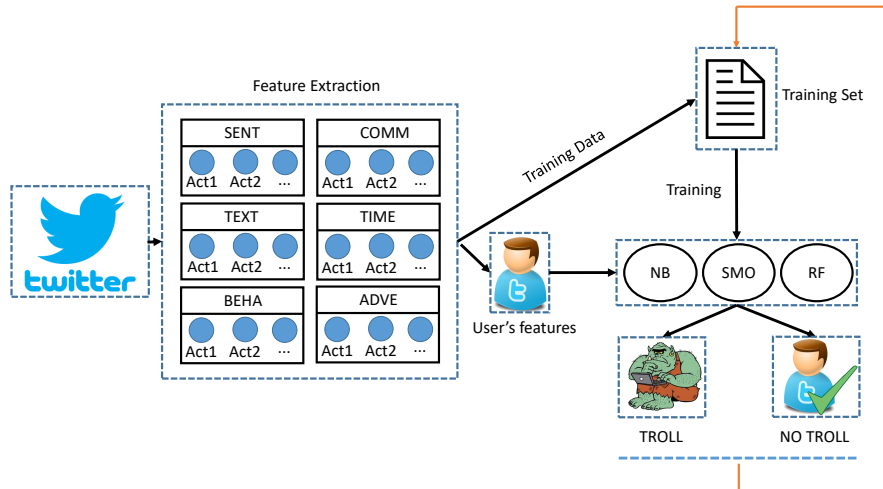 Feature Extraction
SENT
Act1 Act2 ...
COMM
Act1 Act2 ...
TEXT
Act1 Act2 ...
TIME
Act1 Act2 ...
BEHA
Act1 Act2 ...
ADVE
Act1 Act2 ...
twitter
Training Data
Training Set
Training
User's features
t
NB
SMO
RF
TROLL
t
NO TROLL